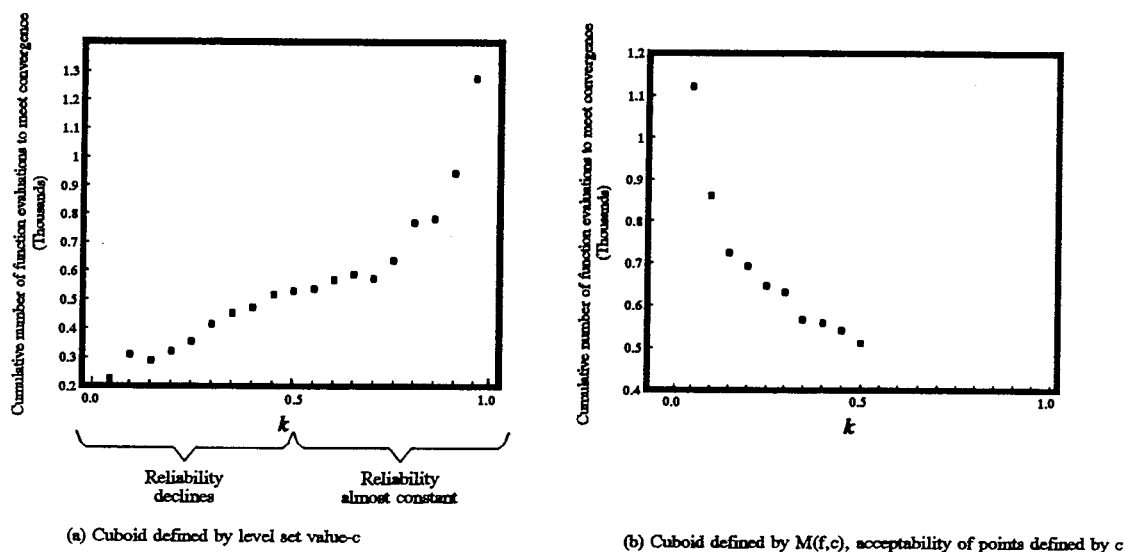 Cumulative number of function evaluations to meet convergence
(Thousands)
1.3
1.2
1
0.9
0.8
0.7
0.6
0.5
0.4
0.3
0.2
0.0
0.5
1.0
k
Reliability
declines
Reliability
almost constant
(a) Cuboid defined by level set value-c
Cumulative number of function evaluations to meet convergence
(Thousands)
1.2
1.1
1
0.9
0.8
0.7
0.6
0.5
0.4
0.0
0.5
1.0
k
(b) Cuboid defined by M(f,c), acceptability of points defined by c